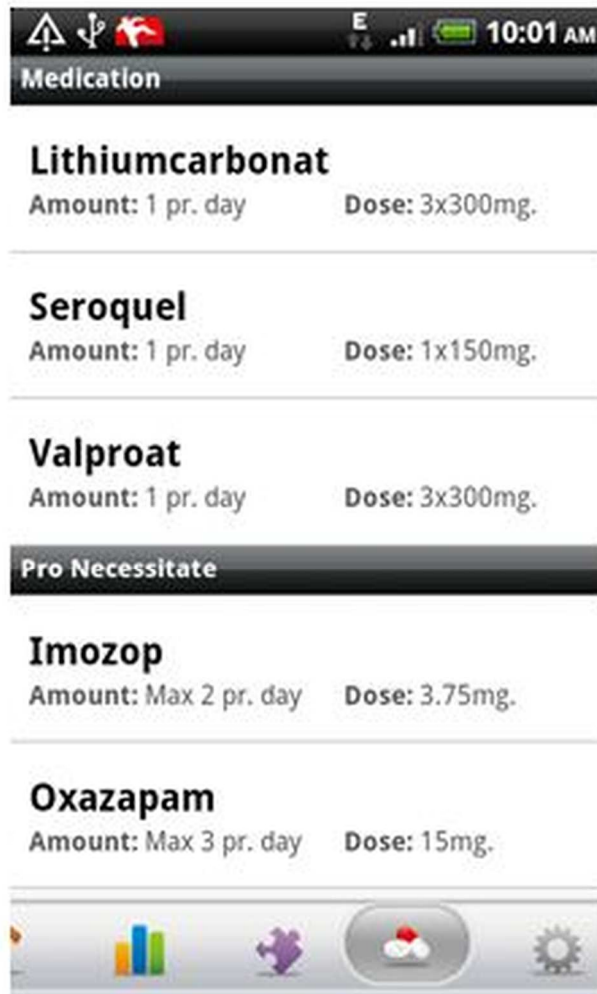 E 10:01 AM
Medication
Lithiumcarbonat
Amount: 1 pr. day Dose: 3x300mg.
Seroquel
Amount: 1 pr. day Dose: 1x150mg.
Valproat
Amount: 1 pr. day Dose: 3x300mg.
Pro Necessitate
Imozop
Amount: Max 2 pr. day Dose: 3.75mg.
Oxazapam
Amount: Max 3 pr. day Dose: 15mg.